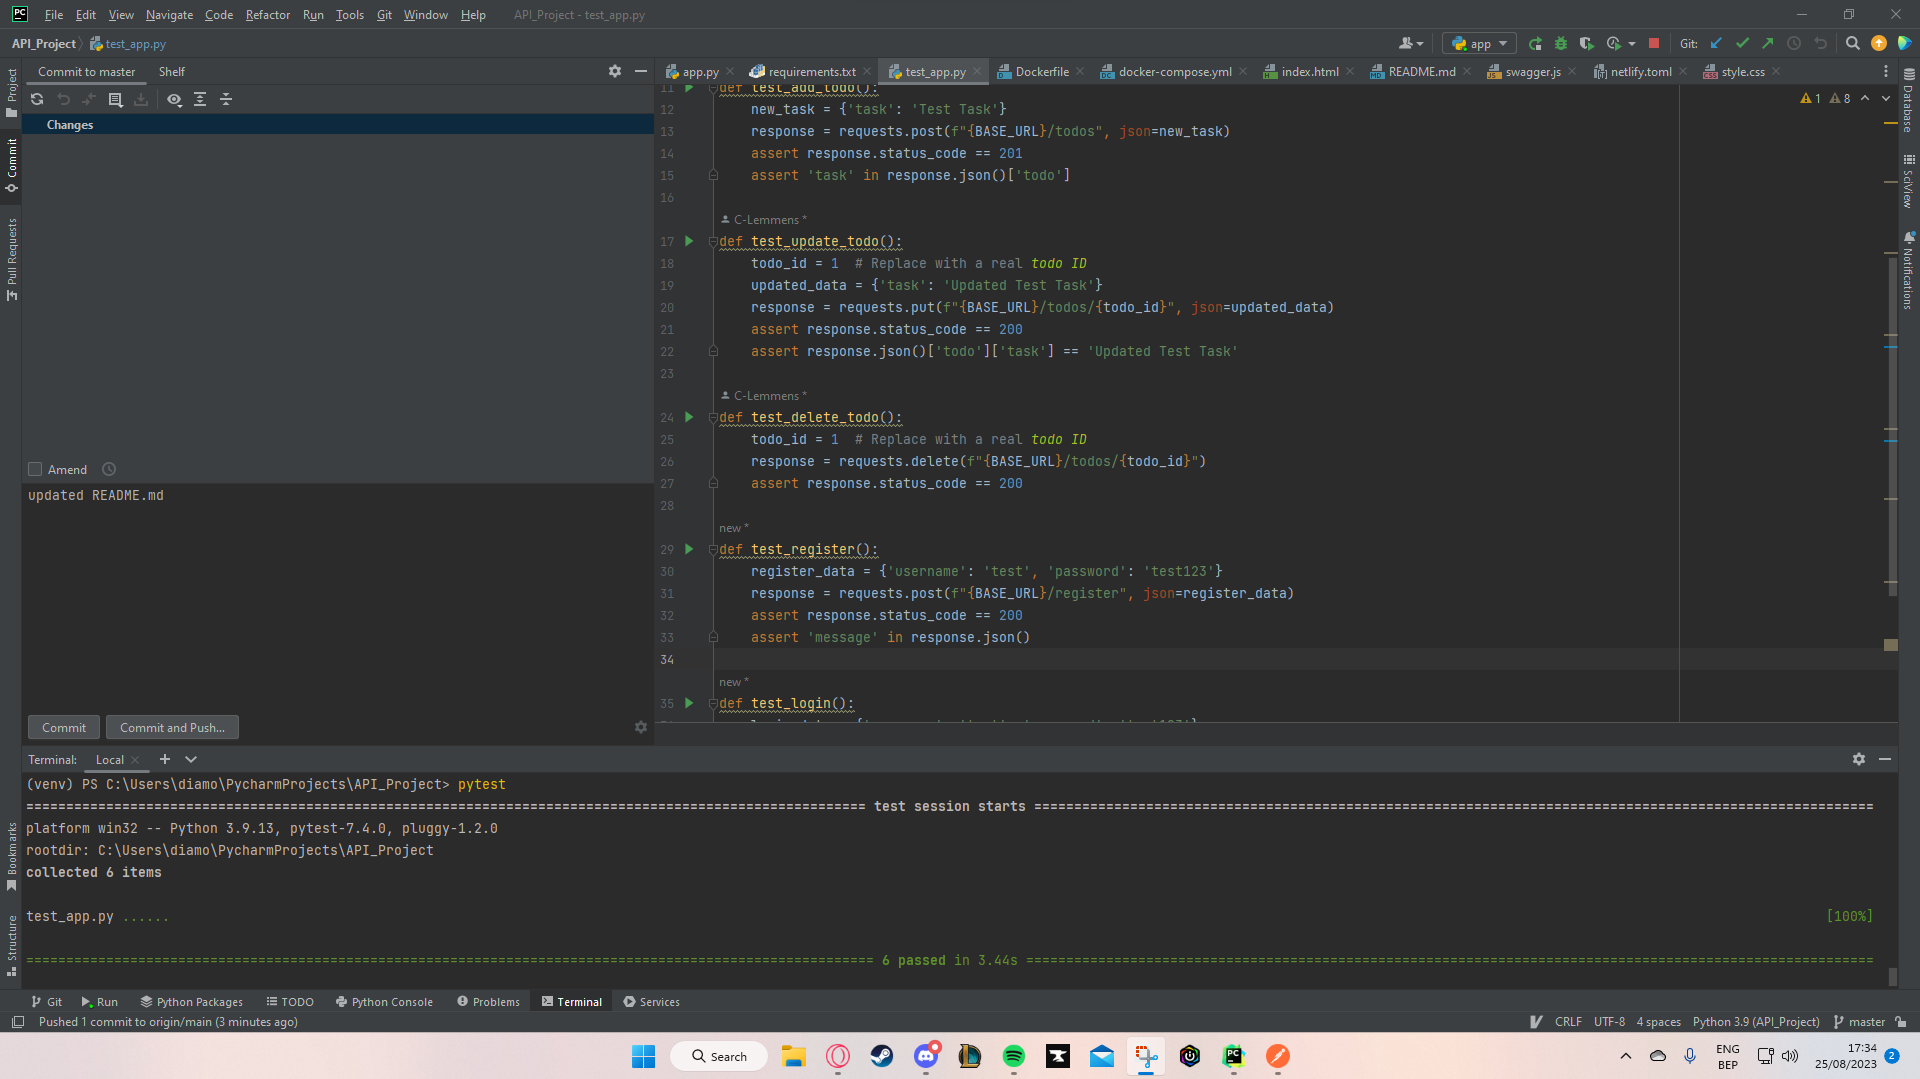 File Edit View Navigate Code Refactor Run Tools Git Window Help API_Project - test_app.py
API_Project test_app.py app Git:
Project
Commit
Pull Requests
Bookmarks
Structure
Commit to master Shelf
Changes
Amend
updated README.md
Commit Commit and Push...
app.py requirements.txt test_app.py Dockerfile docker-compose.yml index.html README.md swagger.js netlify.toml style.css
1 8
11 def test_add_todo():
12 new_task = {'task': 'Test Task'}
13 response = requests.post(f"{BASE_URL}/todos", json=new_task)
14 assert response.status_code == 201
15 assert 'task' in response.json()['todo']
16
C-Lemmens *
17 def test_update_todo():
18 todo_id = 1 # Replace with a real todo ID
19 updated_data = {'task': 'Updated Test Task'}
20 response = requests.put(f"{BASE_URL}/todos/{todo_id}", json=updated_data)
21 assert response.status_code == 200
22 assert response.json()['todo']['task'] == 'Updated Test Task'
23
C-Lemmens *
24 def test_delete_todo():
25 todo_id = 1 # Replace with a real todo ID
26 response = requests.delete(f"{BASE_URL}/todos/{todo_id}")
27 assert response.status_code == 200
28
new *
29 def test_register():
30 register_data = {'username': 'test', 'password': 'test123'}
31 response = requests.post(f"{BASE_URL}/register", json=register_data)
32 assert response.status_code == 200
33 assert 'message' in response.json()
34
new *
35 def test_login():
Database
SciView
Notifications
Terminal: Local
(venv) PS C:\Users\diamo\PycharmProjects\API_Project> pytest
========== test session starts ==========
platform win32 -- Python 3.9.13, pytest-7.4.0, pluggy-1.2.0
rootdir: C:\Users\diamo\PycharmProjects\API_Project
collected 6 items
test_app.py ...... [100%]
========== 6 passed in 3.44s ==========
Git Run Python Packages TODO Python Console Problems Terminal Services
Pushed 1 commit to origin/main (3 minutes ago) CRLF UTF-8 4 spaces Python 3.9 (API_Project) master
Search
ENG
BEP
17:34
25/08/2023
2